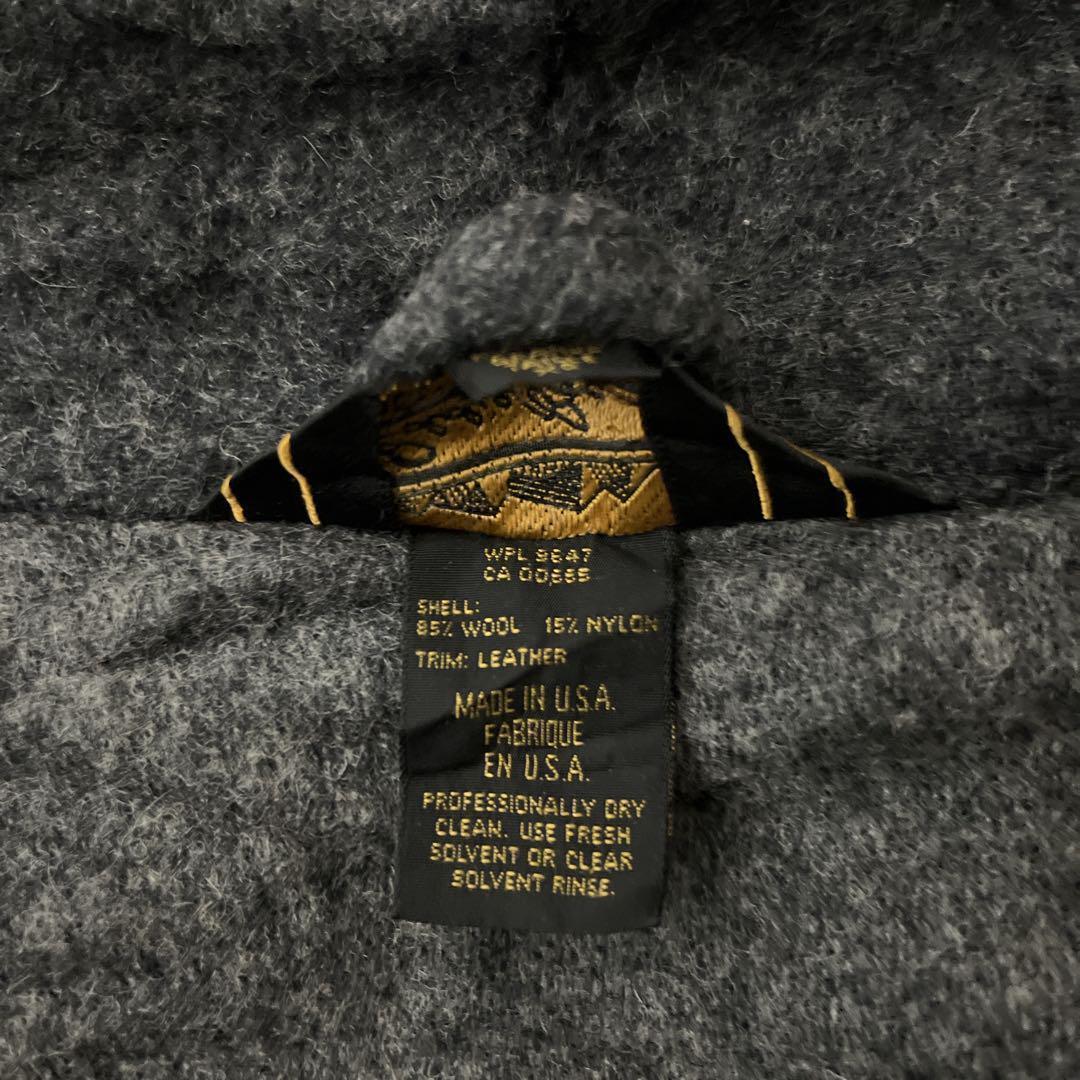 WPL 9647
CA 00665
SHELL:
85% WOOL 15% NYLON
TRIM: LEATHER
MADE IN U.S.A.
FABRIQUE
EN U.S.A.
PROFESSIONALLY DRY
CLEAN. USE FRESH
SOLVENT OR CLEAR
SOLVENT RINSE.